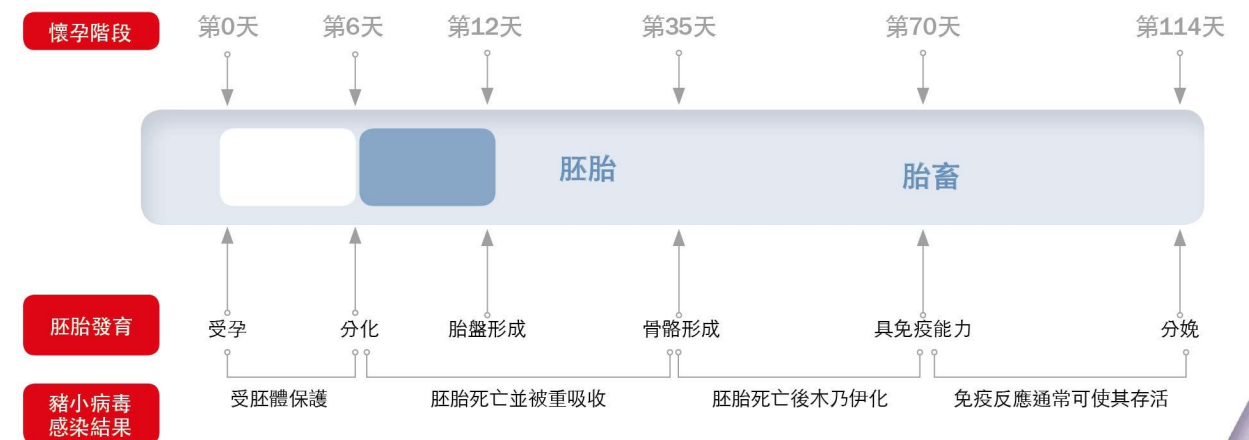 懷孕階段
第0天
第6天
第12天
第35天
第70天
第114天
胚胎
胎畜
胚胎發育
受孕
分化
胎盤形成
骨骼形成
具免疫能力
分娩
豬小病毒
感染結果
受胚體保護
胚胎死亡並被重吸收
胚胎死亡後木乃伊化
免疫反應通常可使其存活